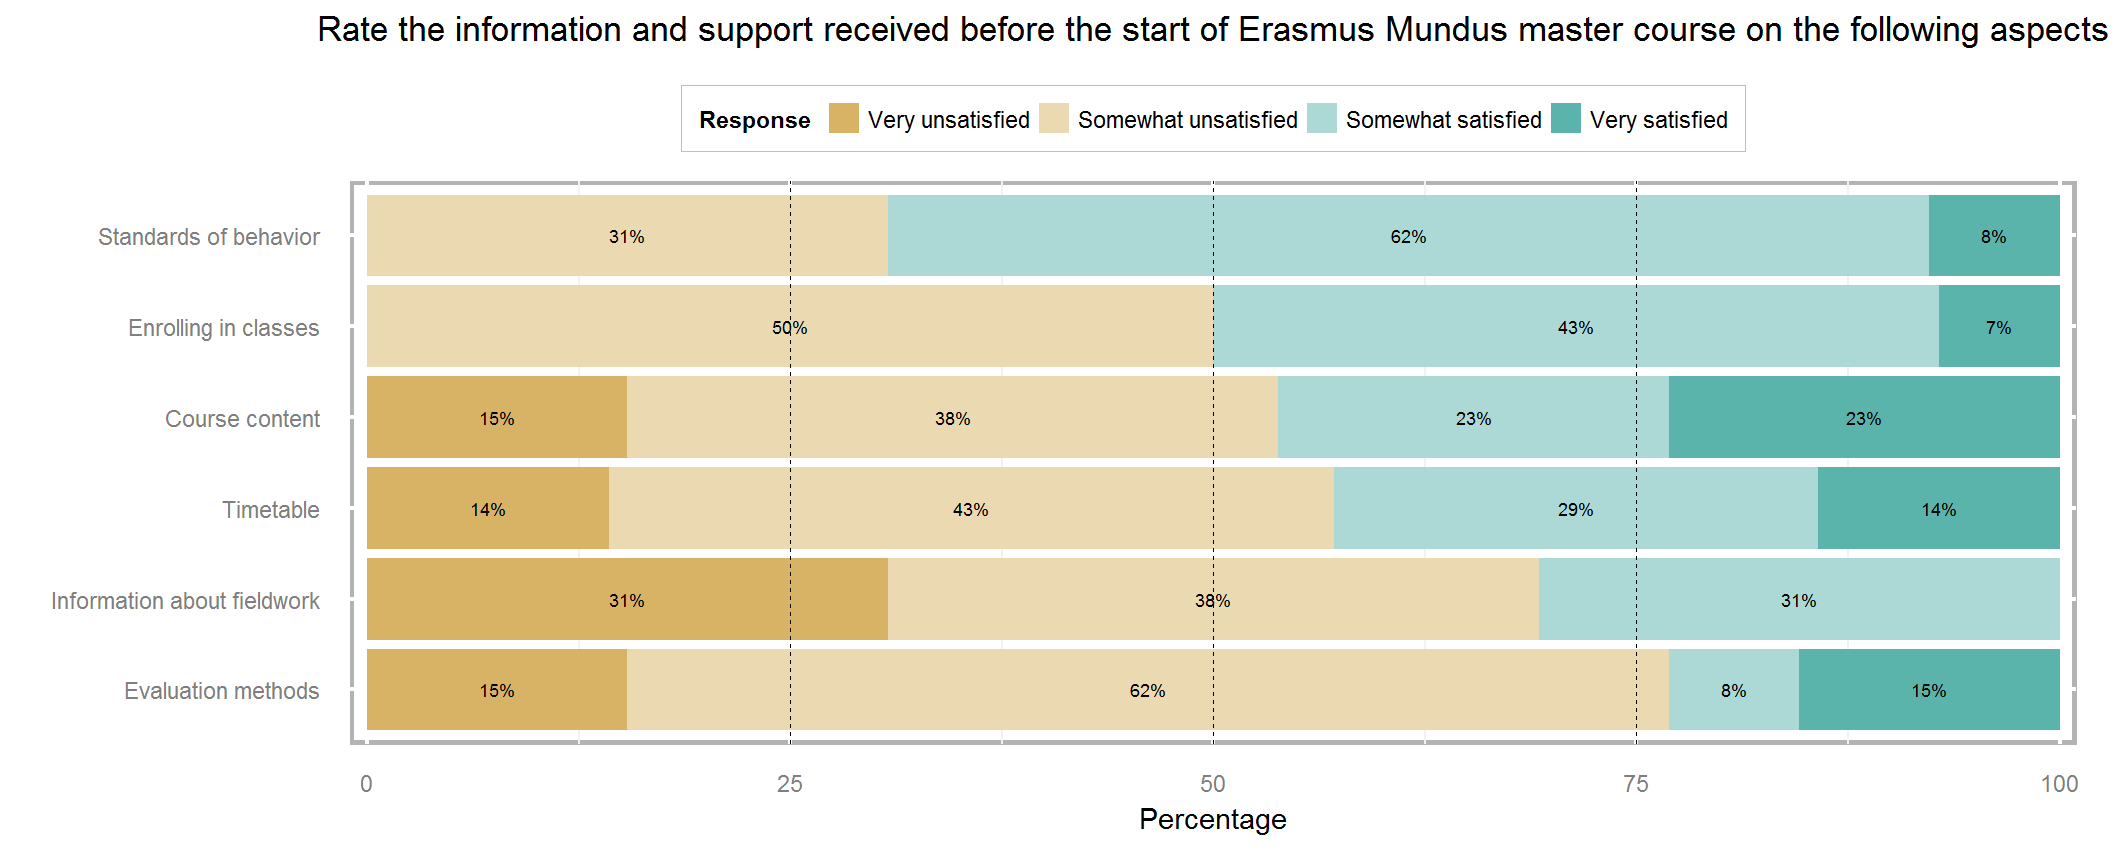 Rate the information and support received before the start of Erasmus Mundus master course on the following aspects
Response Very unsatisfied Somewhat unsatisfied Somewhat satisfied Very satisfied
Standards of behavior 31% 62% 8%
Enrolling in classes 50% 43% 7%
Course content 15% 38% 23% 23%
Timetable 14% 43% 29% 14%
Information about fieldwork 31% 38% 31%
Evaluation methods 15% 62% 8% 15%
0 25 50 75 100
Percentage